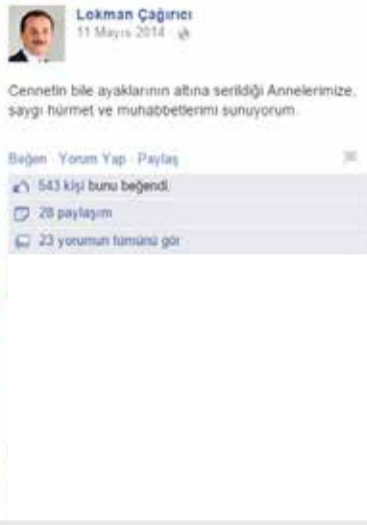 Lokman Çağırıcı
11 Mayıs 2014
Cennetin bile ayaklarının altına serildiği Annelerimize,
saygı hürmet ve muhabbetlerimi sunuyorum.
Beğen · Yorum Yap · Paylaş
543 kişi bunu beğendi.
28 paylaşım
23 yorumun tümünü gör